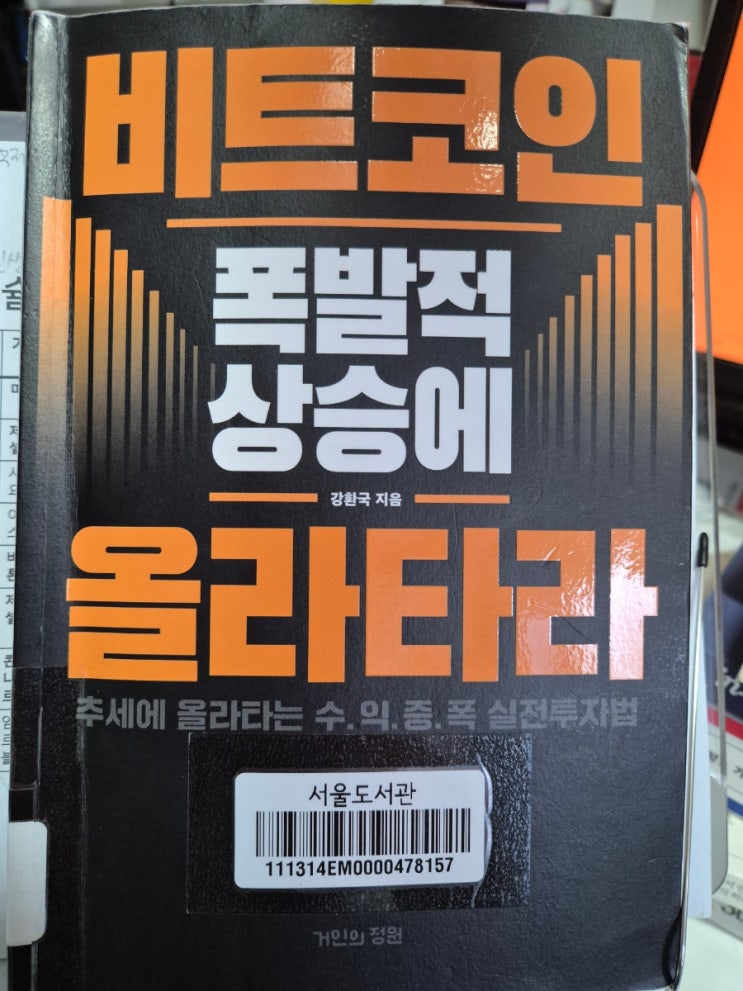 비트코인
폭발적
상승에
강환국 지음
올라타라
추세에 올라타는 수.익.증.폭 실전투자법
서울도서관
111314EM0000478157
거인의 정원